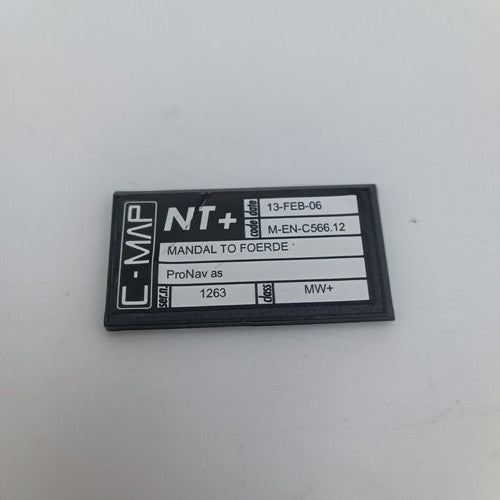 C-MAP
NT+
date 13-FEB-06
code M-EN-C566.12
MANDAL TO FOERDE
ProNav as
ser.n. 1263 class MW+